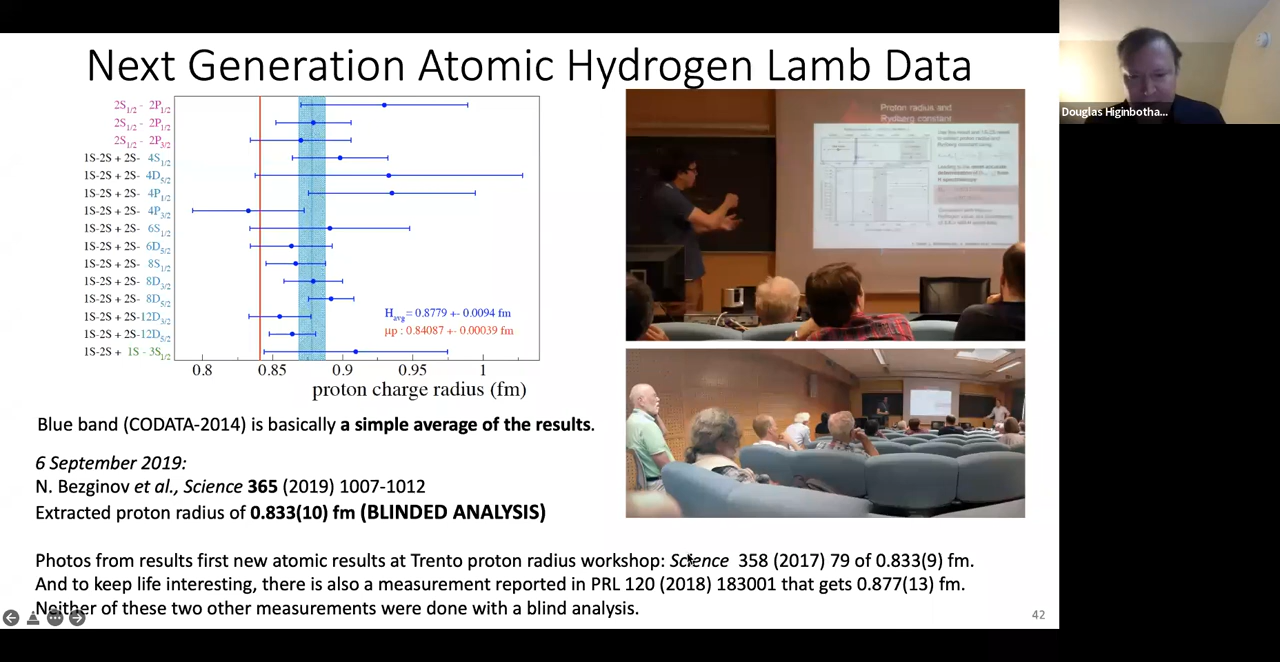 Next Generation Atomic Hydrogen Lamb Data
2S1/2 - 2P1/2
2S1/2 - 2P1/2
2S1/2 - 2P3/2
1S-2S + 2S- 4S1/2
1S-2S + 2S- 4D5/2
1S-2S + 2S- 4P1/2
1S-2S + 2S- 4P3/2
1S-2S + 2S- 6S1/2
1S-2S + 2S- 6D5/2
1S-2S + 2S- 8S1/2
1S-2S + 2S- 8D3/2
1S-2S + 2S- 8D5/2
1S-2S + 2S-12D3/2
1S-2S + 2S-12D5/2
1S-2S + 1S - 3S1/2
Havg = 0.8779 +- 0.0094 fm
μp : 0.84087 +- 0.00039 fm
0.8 0.85 0.9 0.95 1
proton charge radius (fm)
Proton radius and
Rydberg constant
Douglas Higinbotha...
Blue band (CODATA-2014) is basically a simple average of the results.
6 September 2019:
N. Bezginov et al., Science 365 (2019) 1007-1012
Extracted proton radius of 0.833(10) fm (BLINDED ANALYSIS)
Photos from results first new atomic results at Trento proton radius workshop: Science 358 (2017) 79 of 0.833(9) fm.
And to keep life interesting, there is also a measurement reported in PRL 120 (2018) 183001 that gets 0.877(13) fm.
Neither of these two other measurements were done with a blind analysis.
42